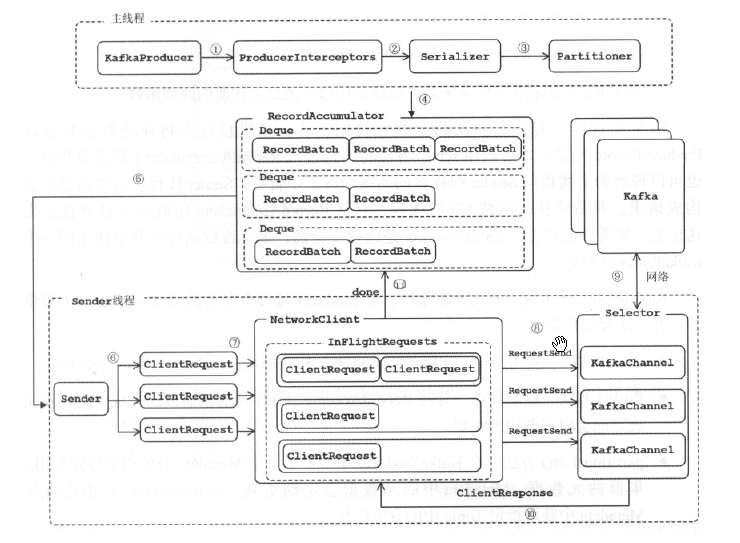 主线程
KafkaProducer
①
ProducerInterceptors
②
Serializer
③
Partitioner
④
RecordAccumulator
Deque
RecordBatch RecordBatch RecordBatch
Deque
RecordBatch RecordBatch
Deque
RecordBatch RecordBatch
Kafka
⑤
⑪
done
⑨ 网络
Sender线程
NetworkClient
Selector
InFlightRequests
⑥
⑦
⑧
Sender
ClientRequest
ClientRequest
ClientRequest
ClientRequest ClientRequest
ClientRequest
ClientRequest
RequestSend
RequestSend
RequestSend
KafkaChannel
KafkaChannel
KafkaChannel
ClientResponse
⑩